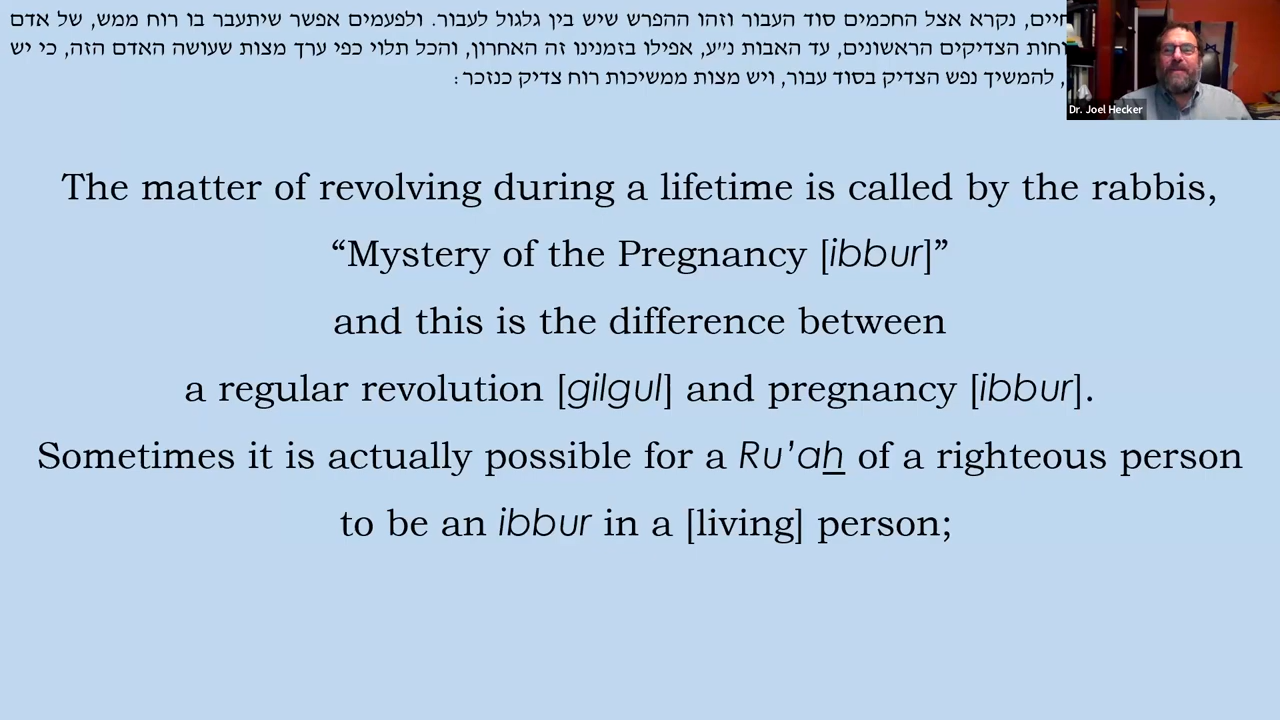 חיים, נקרא אצל החכמים סוד העבור וזהו ההפרש שיש בין גלגול לעבור. ולפעמים אפשר שיתעבר בו רוח ממש, של אדם
הצדיקים הראשונים, עד האבות נ״ע, אפילו בזמנינו זה האחרון, והכל תלוי כפי ערך מצות שעושה האדם הזה, כי יש
להמשיך נפש הצדיק בסוד עבור, ויש מצות ממשיכות רוח צדיק כנזכר:
Dr. Joel Hecker
The matter of revolving during a lifetime is called by the rabbis,
“Mystery of the Pregnancy [ibbur]”
and this is the difference between
a regular revolution [gilgul] and pregnancy [ibbur].
Sometimes it is actually possible for a Ru’ah of a righteous person
to be an ibbur in a [living] person;